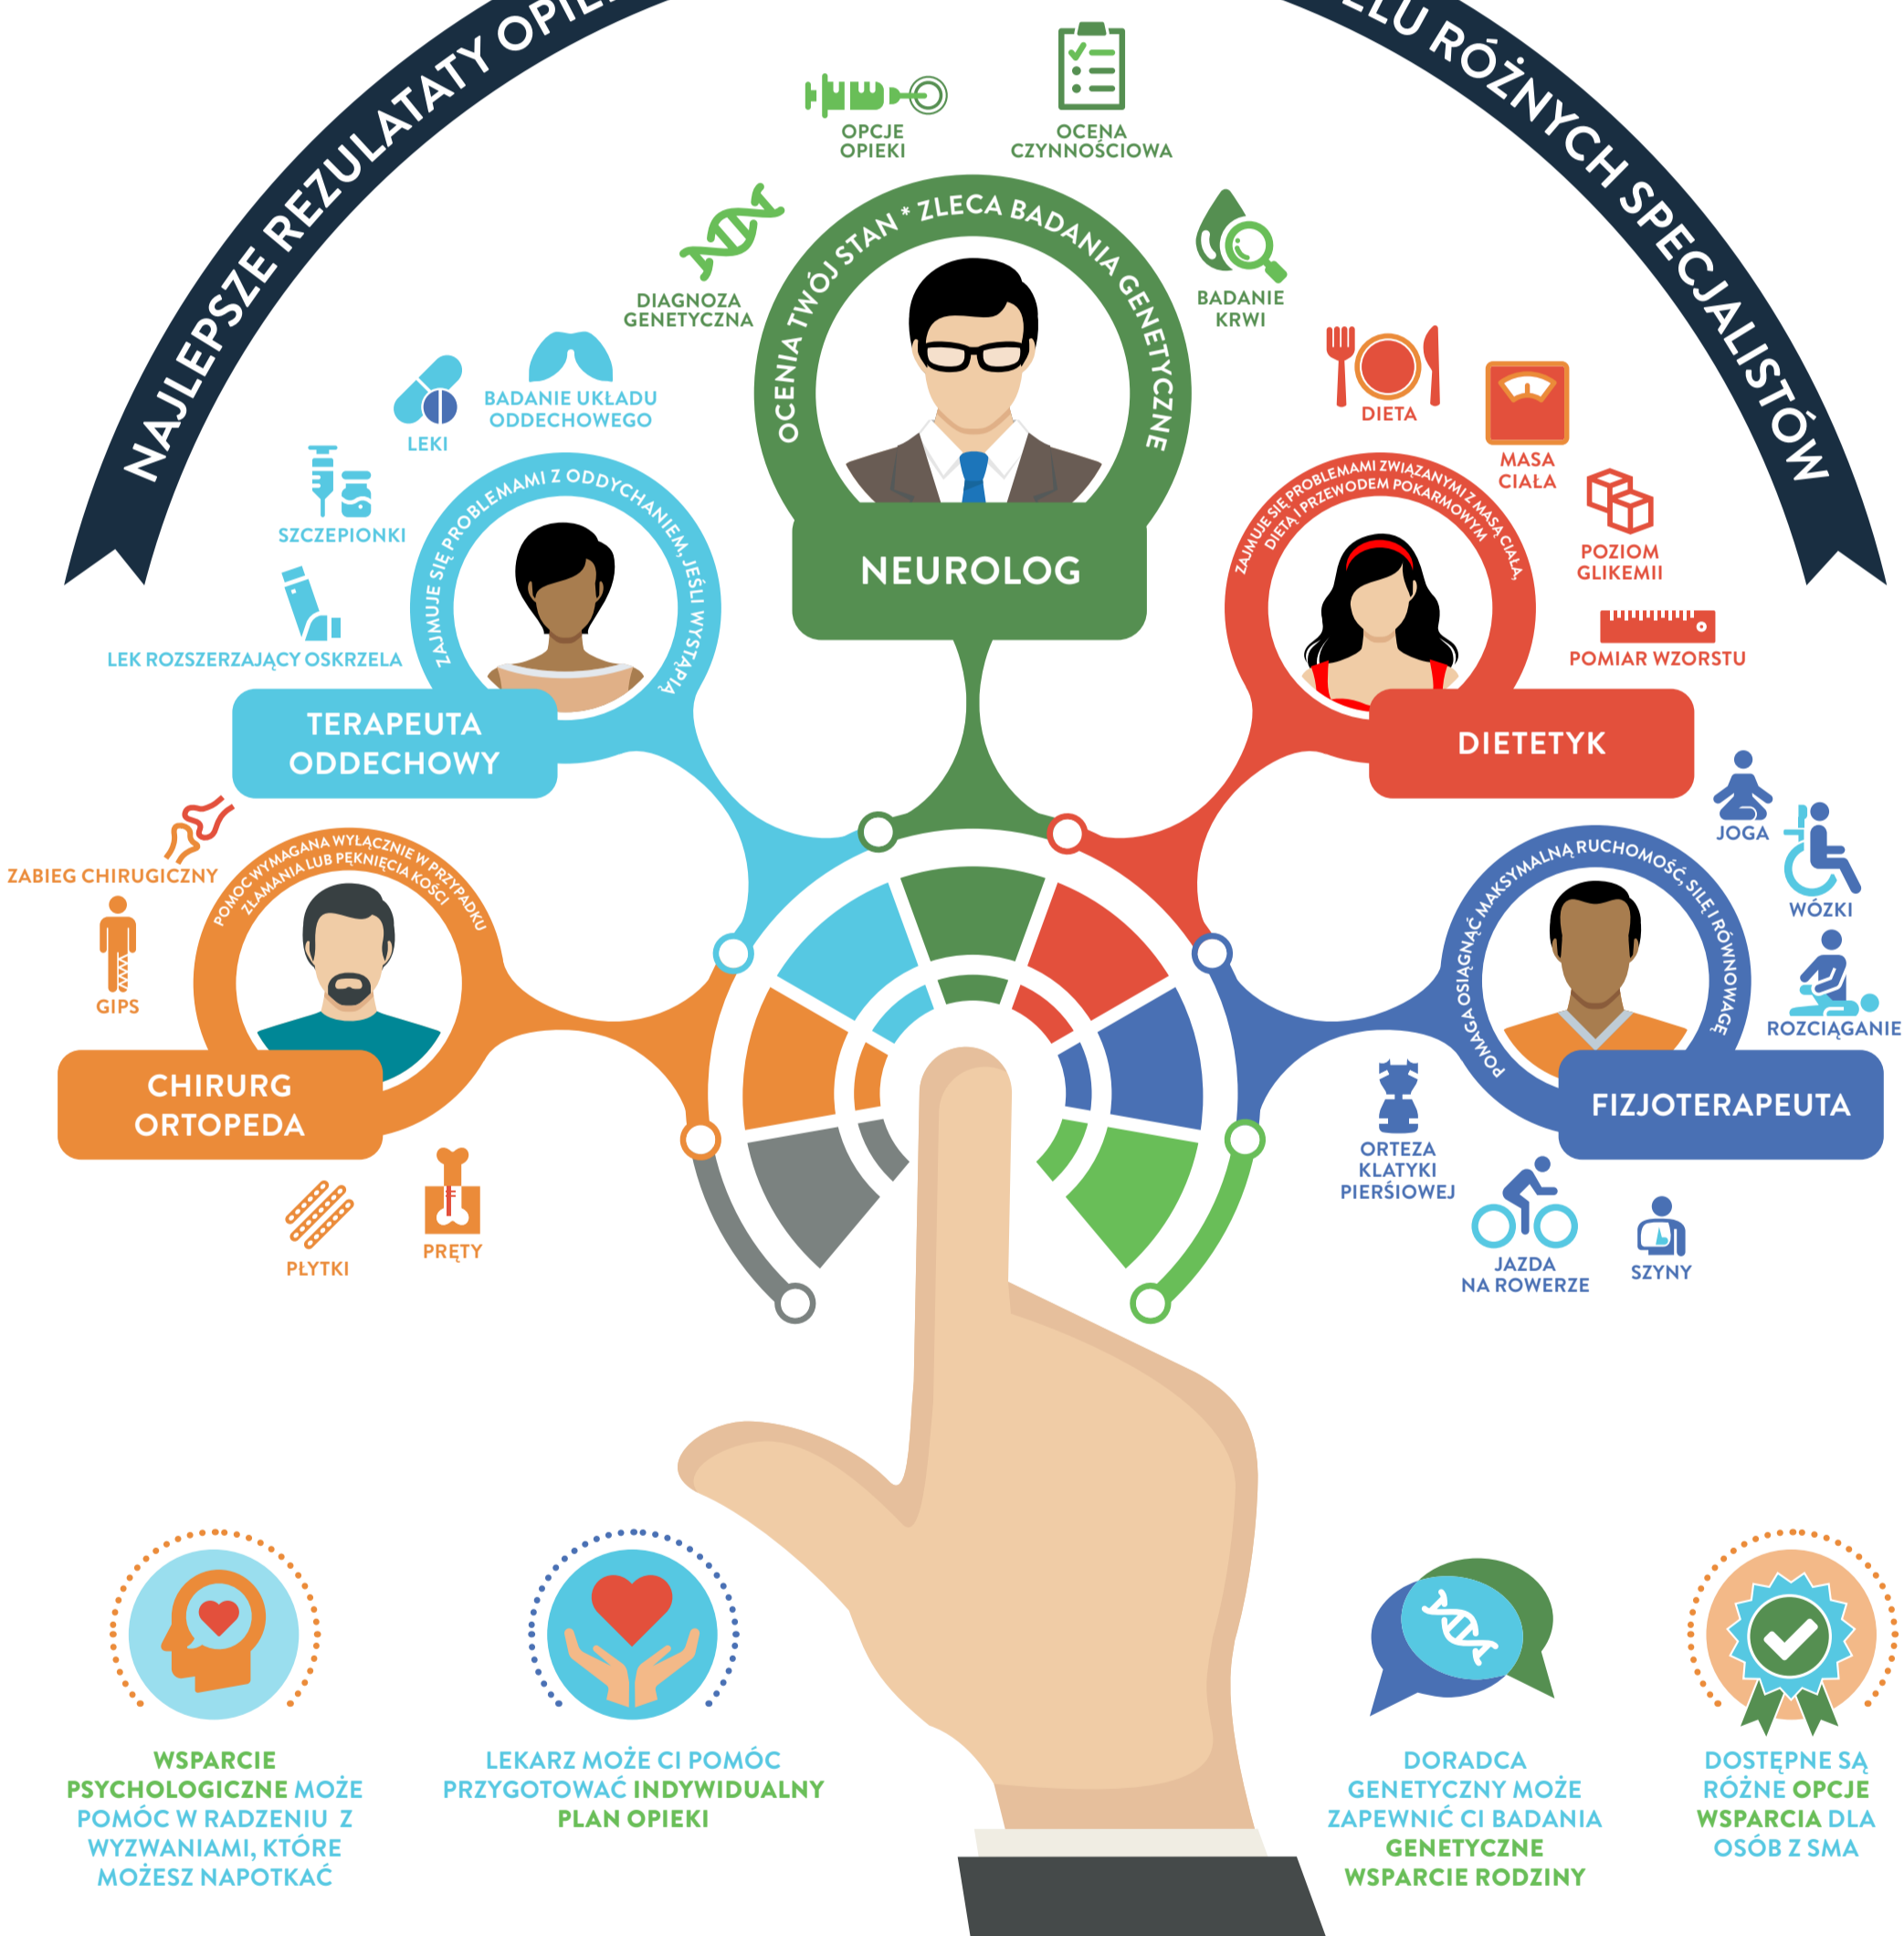 NAJLEPSZE REZULATATY
RÓŻNYCH SPECJALISTÓW
OPCJE
OPIEKI
OCENA
CZYNNOŚCIOWA
DIAGNOZA
GENETYCZNA
BADANIE
KRWI
OCENIA TWÓJ STAN * ZLECA BADANIA GENETYCZNE
NEUROLOG
LEKI
BADANIE UKŁADU
ODDECHOWEGO
SZCZEPIONKI
LEK ROZSZERZAJĄCY OSKRZELA
ZAJMUJE SIĘ PROBLEMAMI Z ODDYCHANIEM, JEŚLI WYSTĄPIĄ
TERAPEUTA
ODDECHOWY
DIETA
MASA
CIAŁA
POZIOM
GLIKEMII
POMIAR WZORSTU
ZAJMUJE SIĘ PROBLEMAMI ZWIĄZANYMI Z MASĄ CIAŁA,
DIETĄ I PRZEWODEM POKARMOWYM
DIETETYK
ZABIEG CHIRUGICZNY
GIPS
POMOC WYMAGANA WYŁĄCZNIE W PRZYPADKU
ZŁAMANIA LUB PĘKNIĘCIA KOŚCI
CHIRURG
ORTOPEDA
PŁYTKI
PRĘTY
JOGA
WÓZKI
ROZCIĄGANIE
POMAGA OSIĄGNĄĆ MAKSYMALNĄ RUCHOMOŚĆ, SIŁĘ I RÓWNOWAGĘ
FIZJOTERAPEUTA
ORTEZA
KLATYKI
PIERŚIOWEJ
JAZDA
NA ROWERZE
SZYNY
WSPARCIE
PSYCHOLOGICZNE MOŻE
POMÓC W RADZENIU Z
WYZWANIAMI, KTÓRE
MOŻESZ NAPOTKAĆ
LEKARZ MOŻE CI POMÓC
PRZYGOTOWAĆ INDYWIDUALNY
PLAN OPIEKI
DORADCA
GENETYCZNY MOŻE
ZAPEWNIĆ CI BADANIA
GENETYCZNE
WSPARCIE RODZINY
DOSTĘPNE SĄ
RÓŻNE OPCJE
WSPARCIA DLA
OSÓB Z SMA